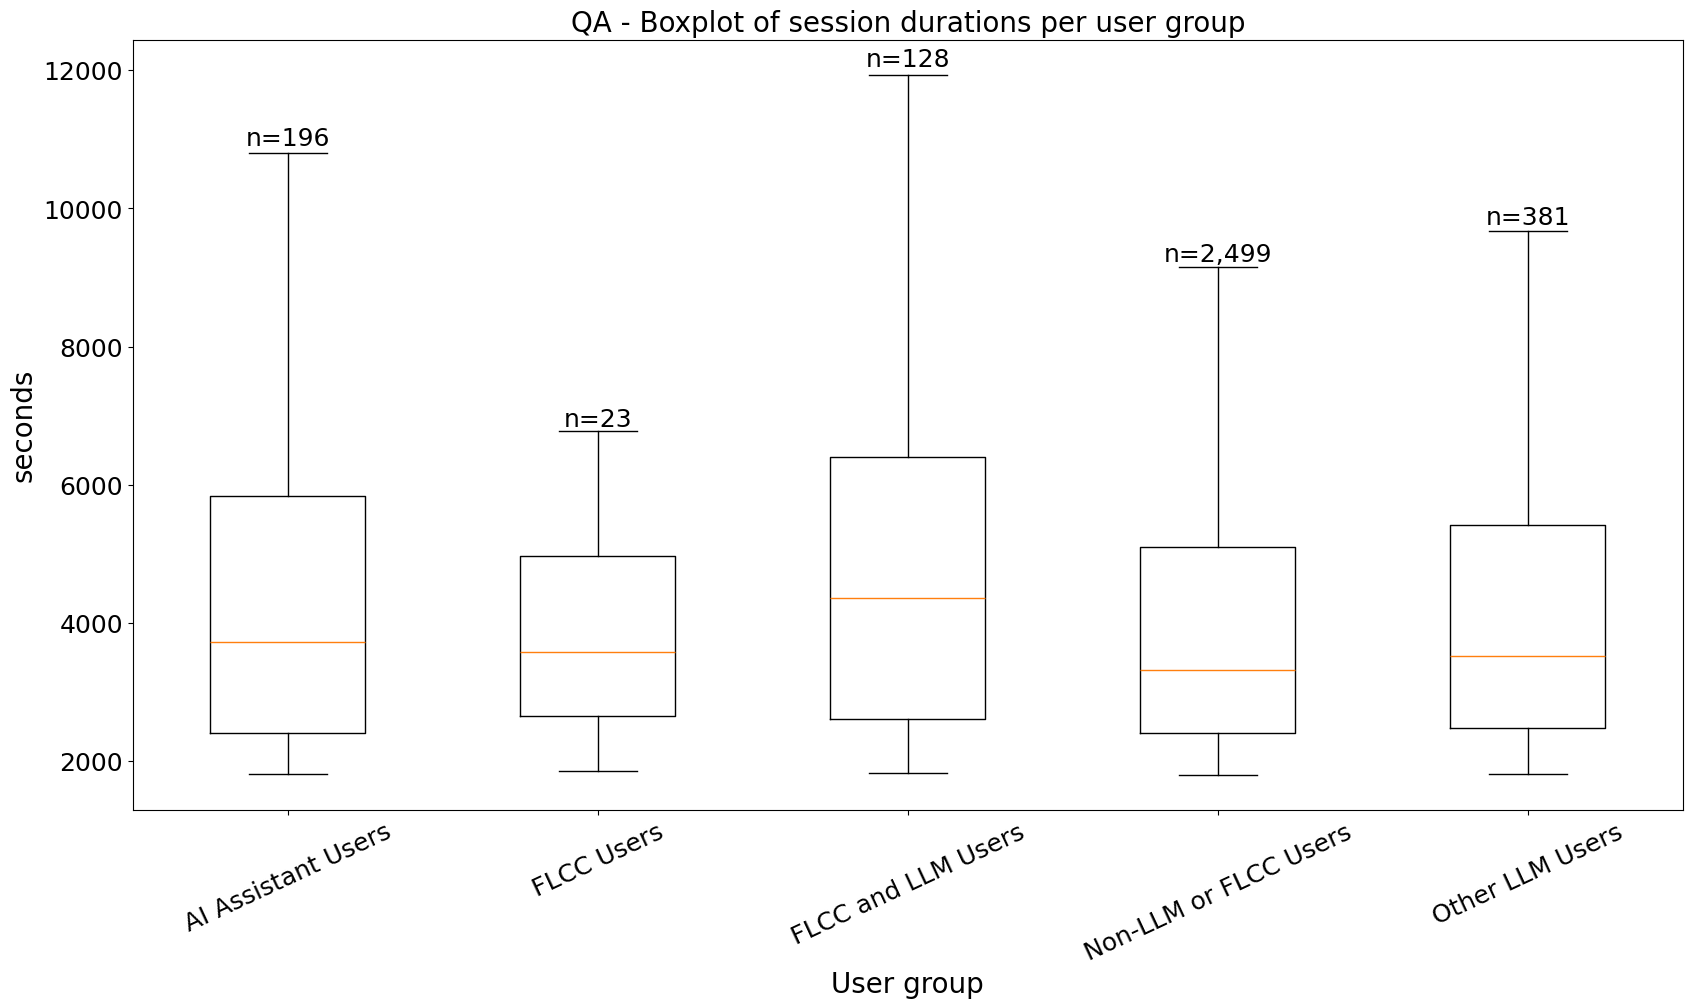 QA - Boxplot of session durations per user group
seconds
12000
10000
8000
6000
4000
2000
n=196
n=23
n=128
n=2,499
n=381
AI Assistant Users
FLCC Users
FLCC and LLM Users
Non-LLM or FLCC Users
Other LLM Users
User group